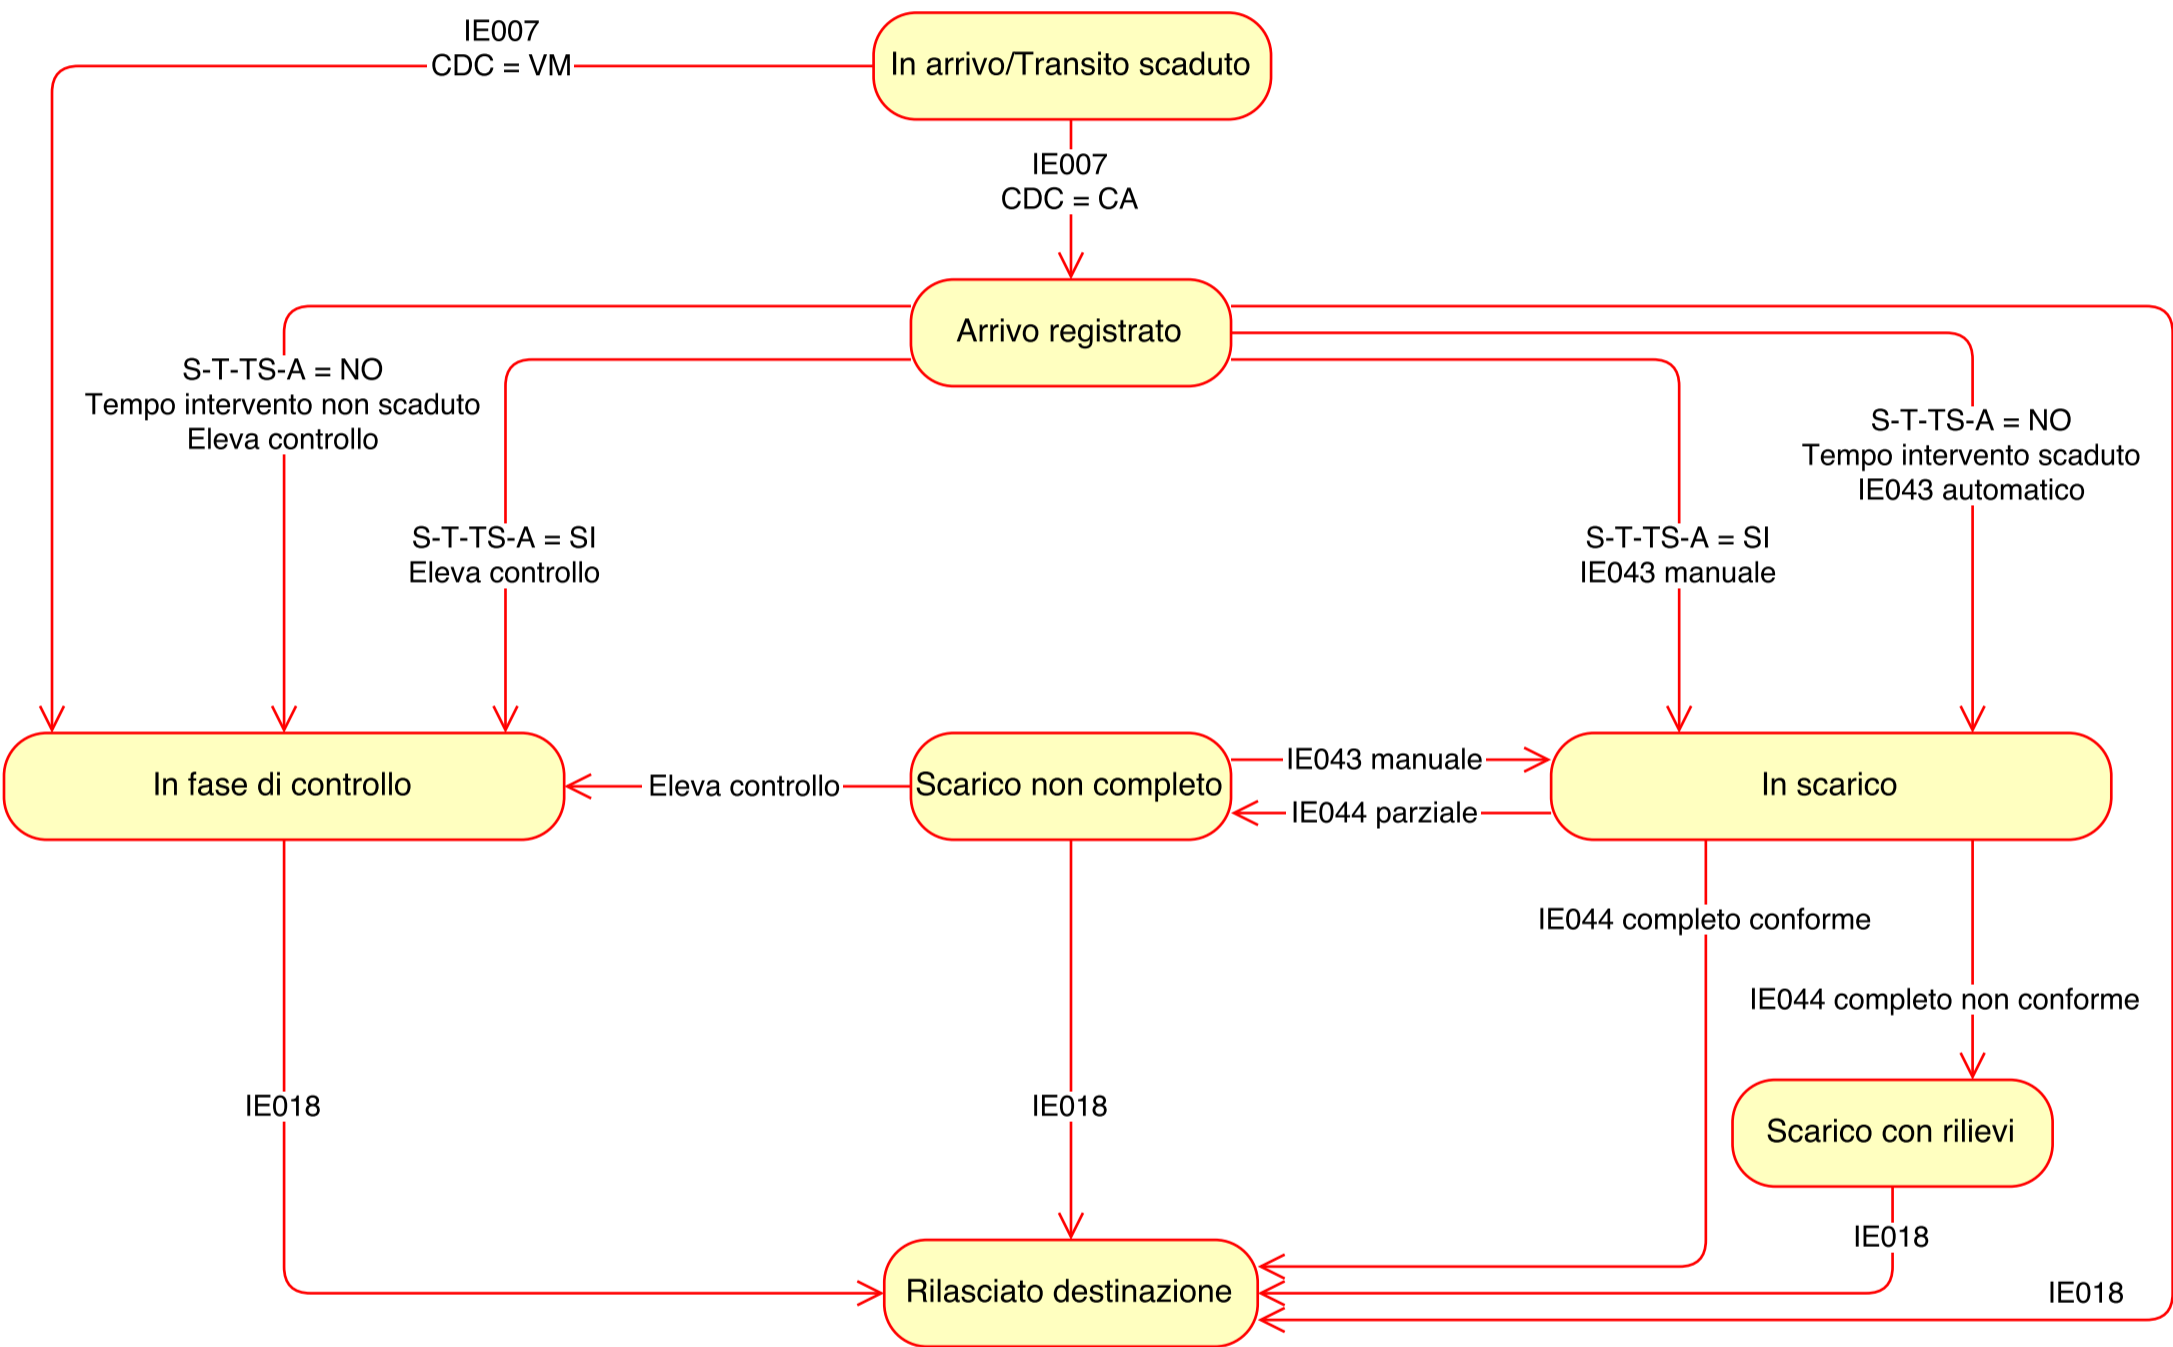 IE007
CDC = VM
In arrivo/Transito scaduto
IE007
CDC = CA
Arrivo registrato
S-T-TS-A = NO
Tempo intervento non scaduto
Eleva controllo
S-T-TS-A = SI
Eleva controllo
S-T-TS-A = SI
IE043 manuale
S-T-TS-A = NO
Tempo intervento scaduto
IE043 automatico
In fase di controllo
Eleva controllo
Scarico non completo
IE043 manuale
IE044 parziale
In scarico
IE044 completo conforme
IE044 completo non conforme
IE018
IE018
Scarico con rilievi
IE018
Rilasciato destinazione
IE018